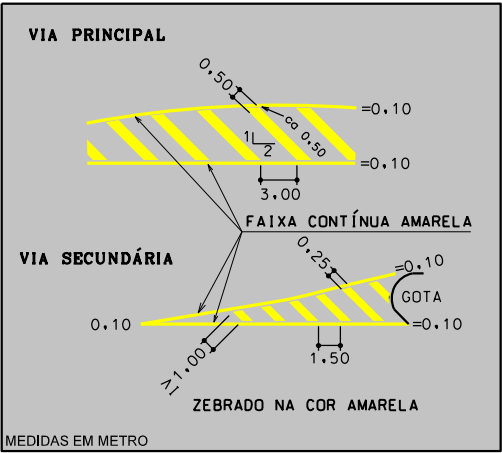 VIA PRINCIPAL
0,50
=0,10
ca 0,50
1
2
=0,10
3,00
FAIXA CONTÍNUA AMARELA
VIA SECUNDÁRIA
0,25
=0,10
GOTA
0,10
=0,10
≥1,00
1,50
ZEBRADO NA COR AMARELA
MEDIDAS EM METRO